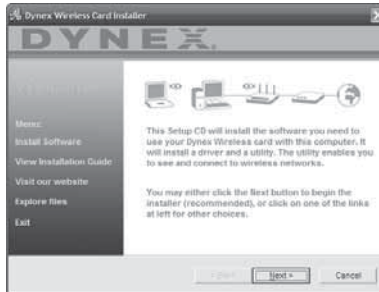 Dynex Wireless Card Installer
DYNEX
Menu:
Install Software
View Installation Guide
Visit our website
Explore files
Exit
This Setup CD will install the software you need to
use your Dynex Wireless card with this computer. It
will install a driver and a utility. The utility enables you
to see and connect to wireless networks.
You may either click the Next button to begin the
installer (recommended), or click on one of the links
at left for other choices.
Next >
Cancel